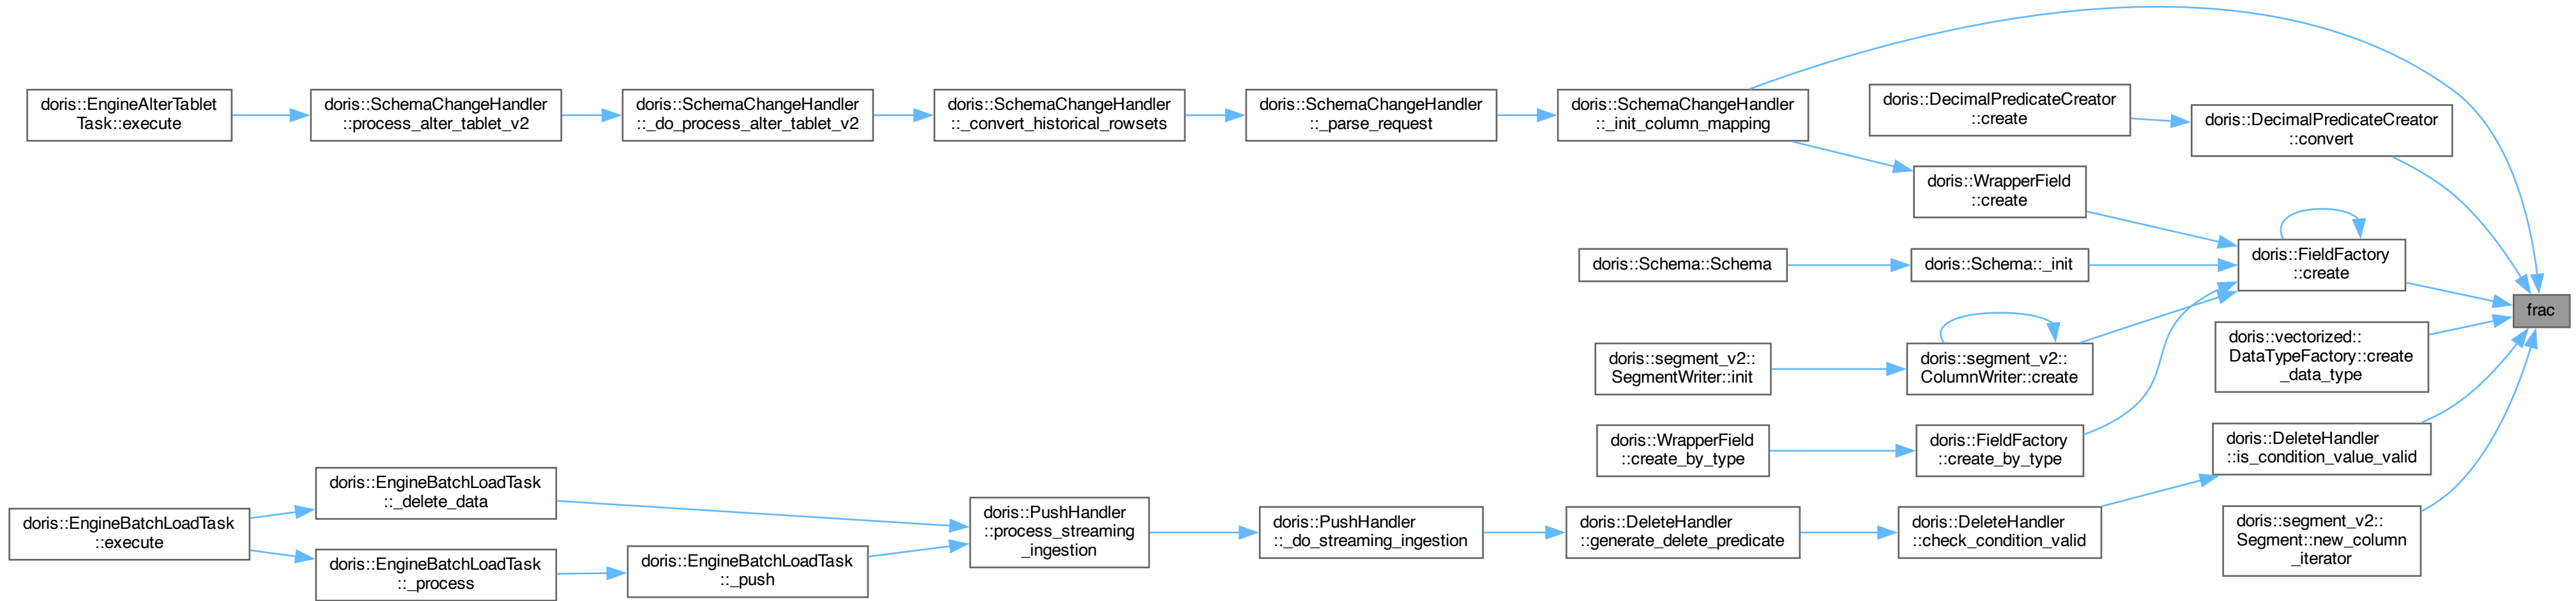 doris::EngineAlterTablet
Task::execute
doris::SchemaChangeHandler
::process_alter_tablet_v2
doris::SchemaChangeHandler
::_do_process_alter_tablet_v2
doris::SchemaChangeHandler
::_convert_historical_rowsets
doris::SchemaChangeHandler
::_parse_request
doris::SchemaChangeHandler
::_init_column_mapping
doris::DecimalPredicateCreator
::create
doris::DecimalPredicateCreator
::convert
doris::WrapperField
::create
doris::Schema::Schema
doris::Schema::_init
doris::FieldFactory
::create
frac
doris::segment_v2::
SegmentWriter::init
doris::segment_v2::
ColumnWriter::create
doris::vectorized::
DataTypeFactory::create
_data_type
doris::WrapperField
::create_by_type
doris::FieldFactory
::create_by_type
doris::DeleteHandler
::is_condition_value_valid
doris::EngineBatchLoadTask
::execute
doris::EngineBatchLoadTask
::_delete_data
doris::EngineBatchLoadTask
::_process
doris::EngineBatchLoadTask
::_push
doris::PushHandler
::process_streaming
_ingestion
doris::PushHandler
::_do_streaming_ingestion
doris::DeleteHandler
::generate_delete_predicate
doris::DeleteHandler
::check_condition_valid
doris::segment_v2::
Segment::new_column
_iterator